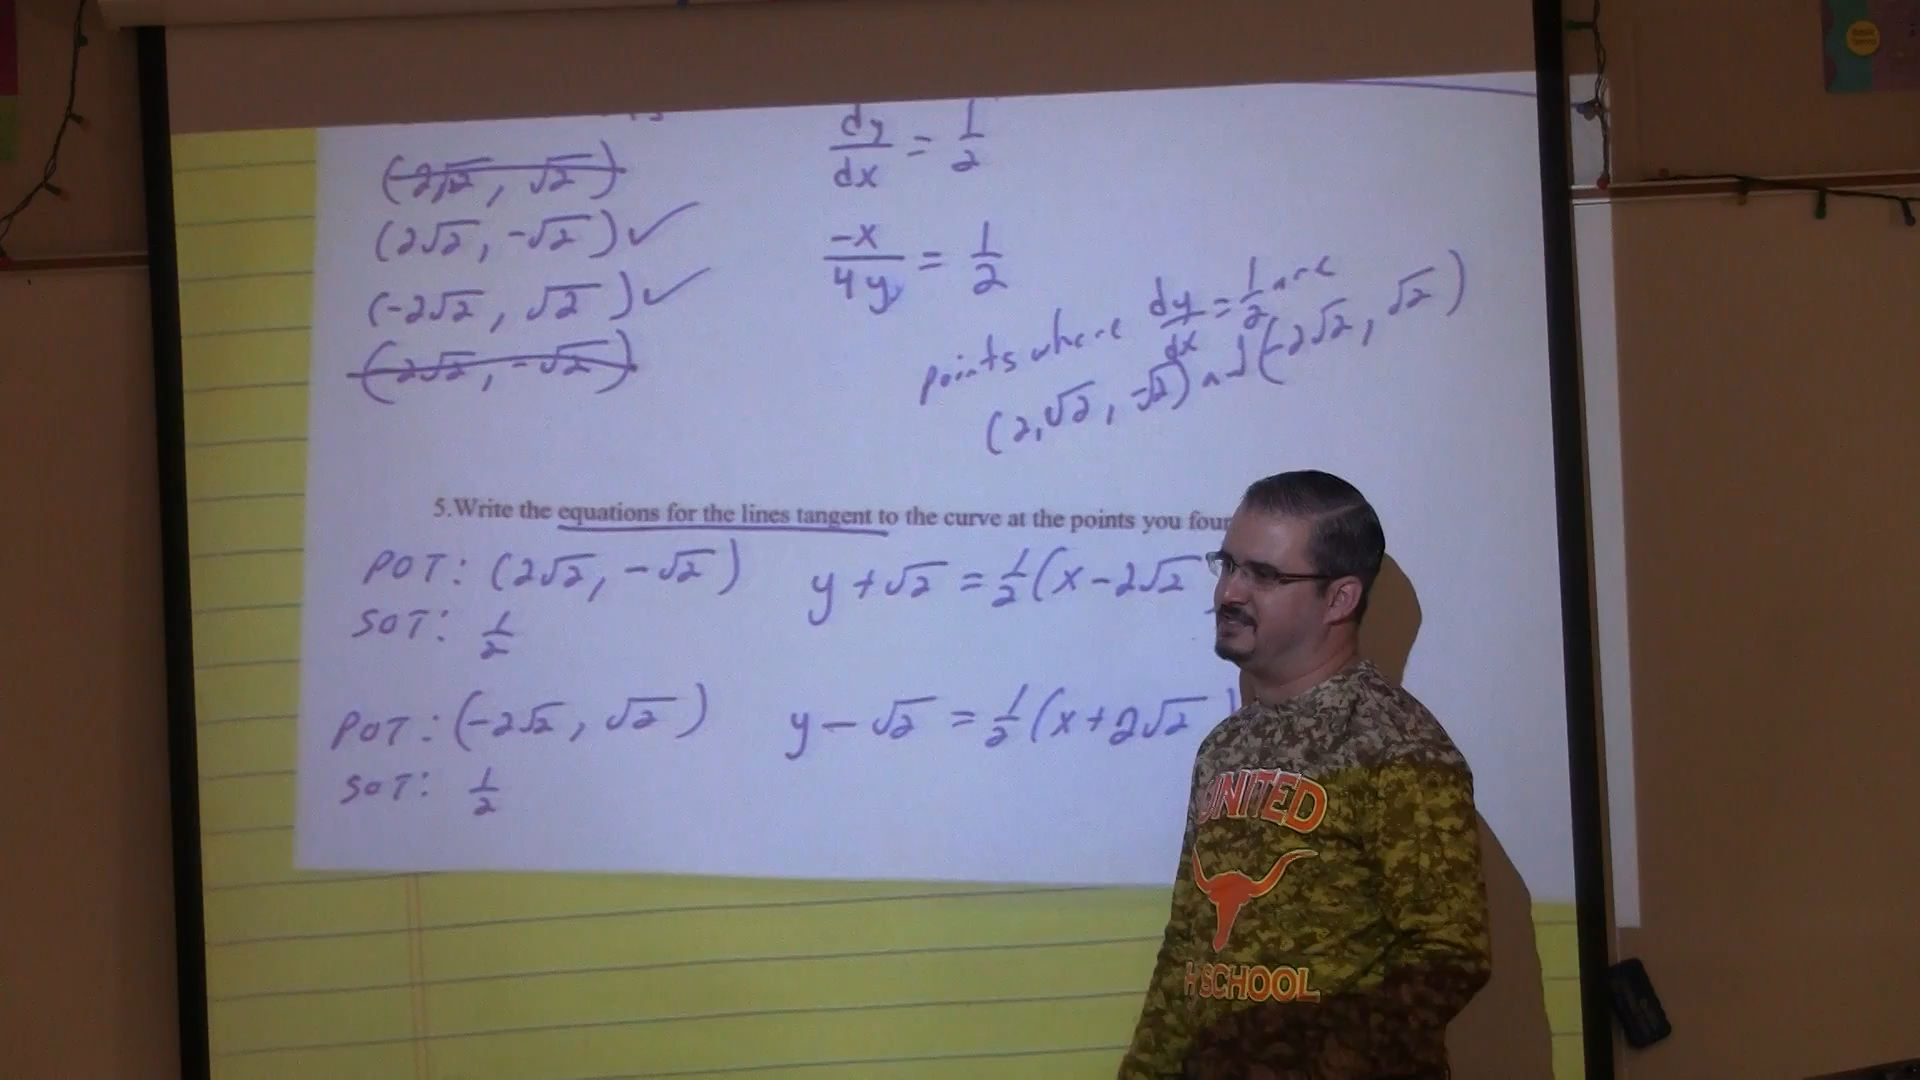 (-2√2, √2)
(2√2, -√2) ✓
(-2√2, √2) ✓
(2√2, -√2)
dy/dx = 1/2
-x/4y = 1/2
points where dy/dx = 1/2 are
(2,√2, -√2) and (-2√2, √2)
5. Write the equations for the lines tangent to the curve at the points you
POT: (2√2, -√2) y + √2 = 1/2(x - 2√2
SOT: 1/2
POT: (-2√2, √2) y - √2 = 1/2(x + 2√2)
SOT: 1/2
UNITED
SCHOOL